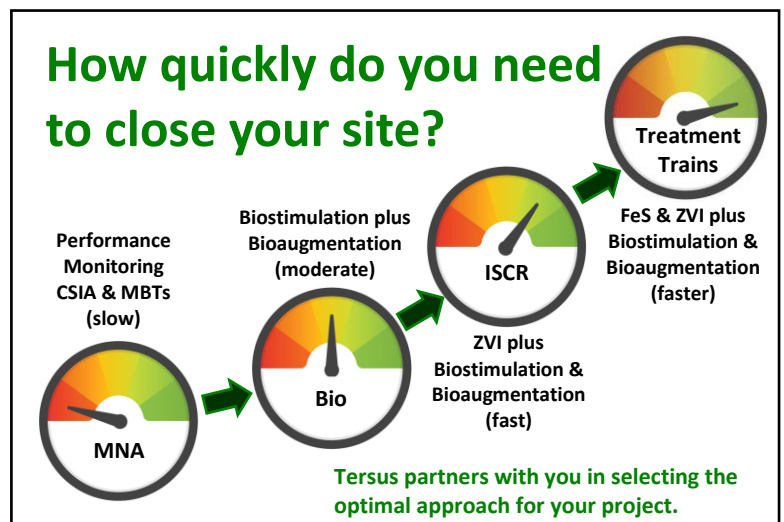 How quickly do you need
to close your site?
Treatment
Trains
FeS & ZVI plus
Biostimulation &
Bioaugmentation
(faster)
ISCR
ZVI plus
Biostimulation &
Bioaugmentation
(fast)
Biostimulation plus
Bioaugmentation
(moderate)
Bio
Performance
Monitoring
CSIA & MBTs
(slow)
MNA
Tersus partners with you in selecting the
optimal approach for your project.